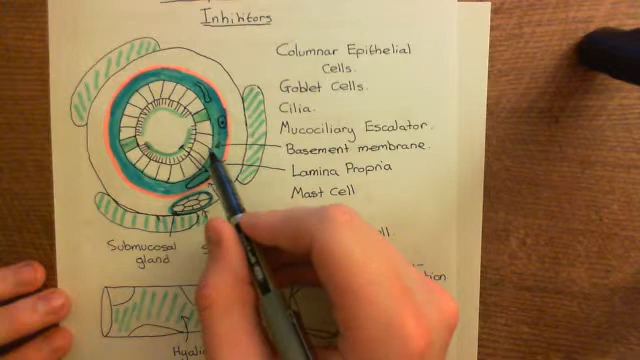 Inhibitors
Columnar Epithelial
Cells.
Goblet Cells.
Cilia.
Mucociliary Escalator.
Basement membrane.
Lamina Propria
Mast Cell
Submucosal
gland